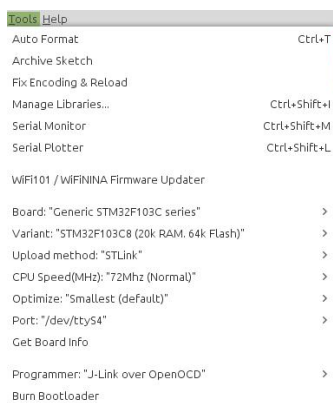 Tools Help
Auto Format Ctrl+T
Archive Sketch
Fix Encoding & Reload
Manage Libraries... Ctrl+Shift+I
Serial Monitor Ctrl+Shift+M
Serial Plotter Ctrl+Shift+L
WiFi101 / WiFiNINA Firmware Updater
Board: "Generic STM32F103C series"
Variant: "STM32F103C8 (20k RAM. 64k Flash)"
Upload method: "STLink"
CPU Speed(MHz): "72Mhz (Normal)"
Optimize: "Smallest (default)"
Port: "/dev/ttyS4"
Get Board Info
Programmer: "J-Link over OpenOCD"
Burn Bootloader